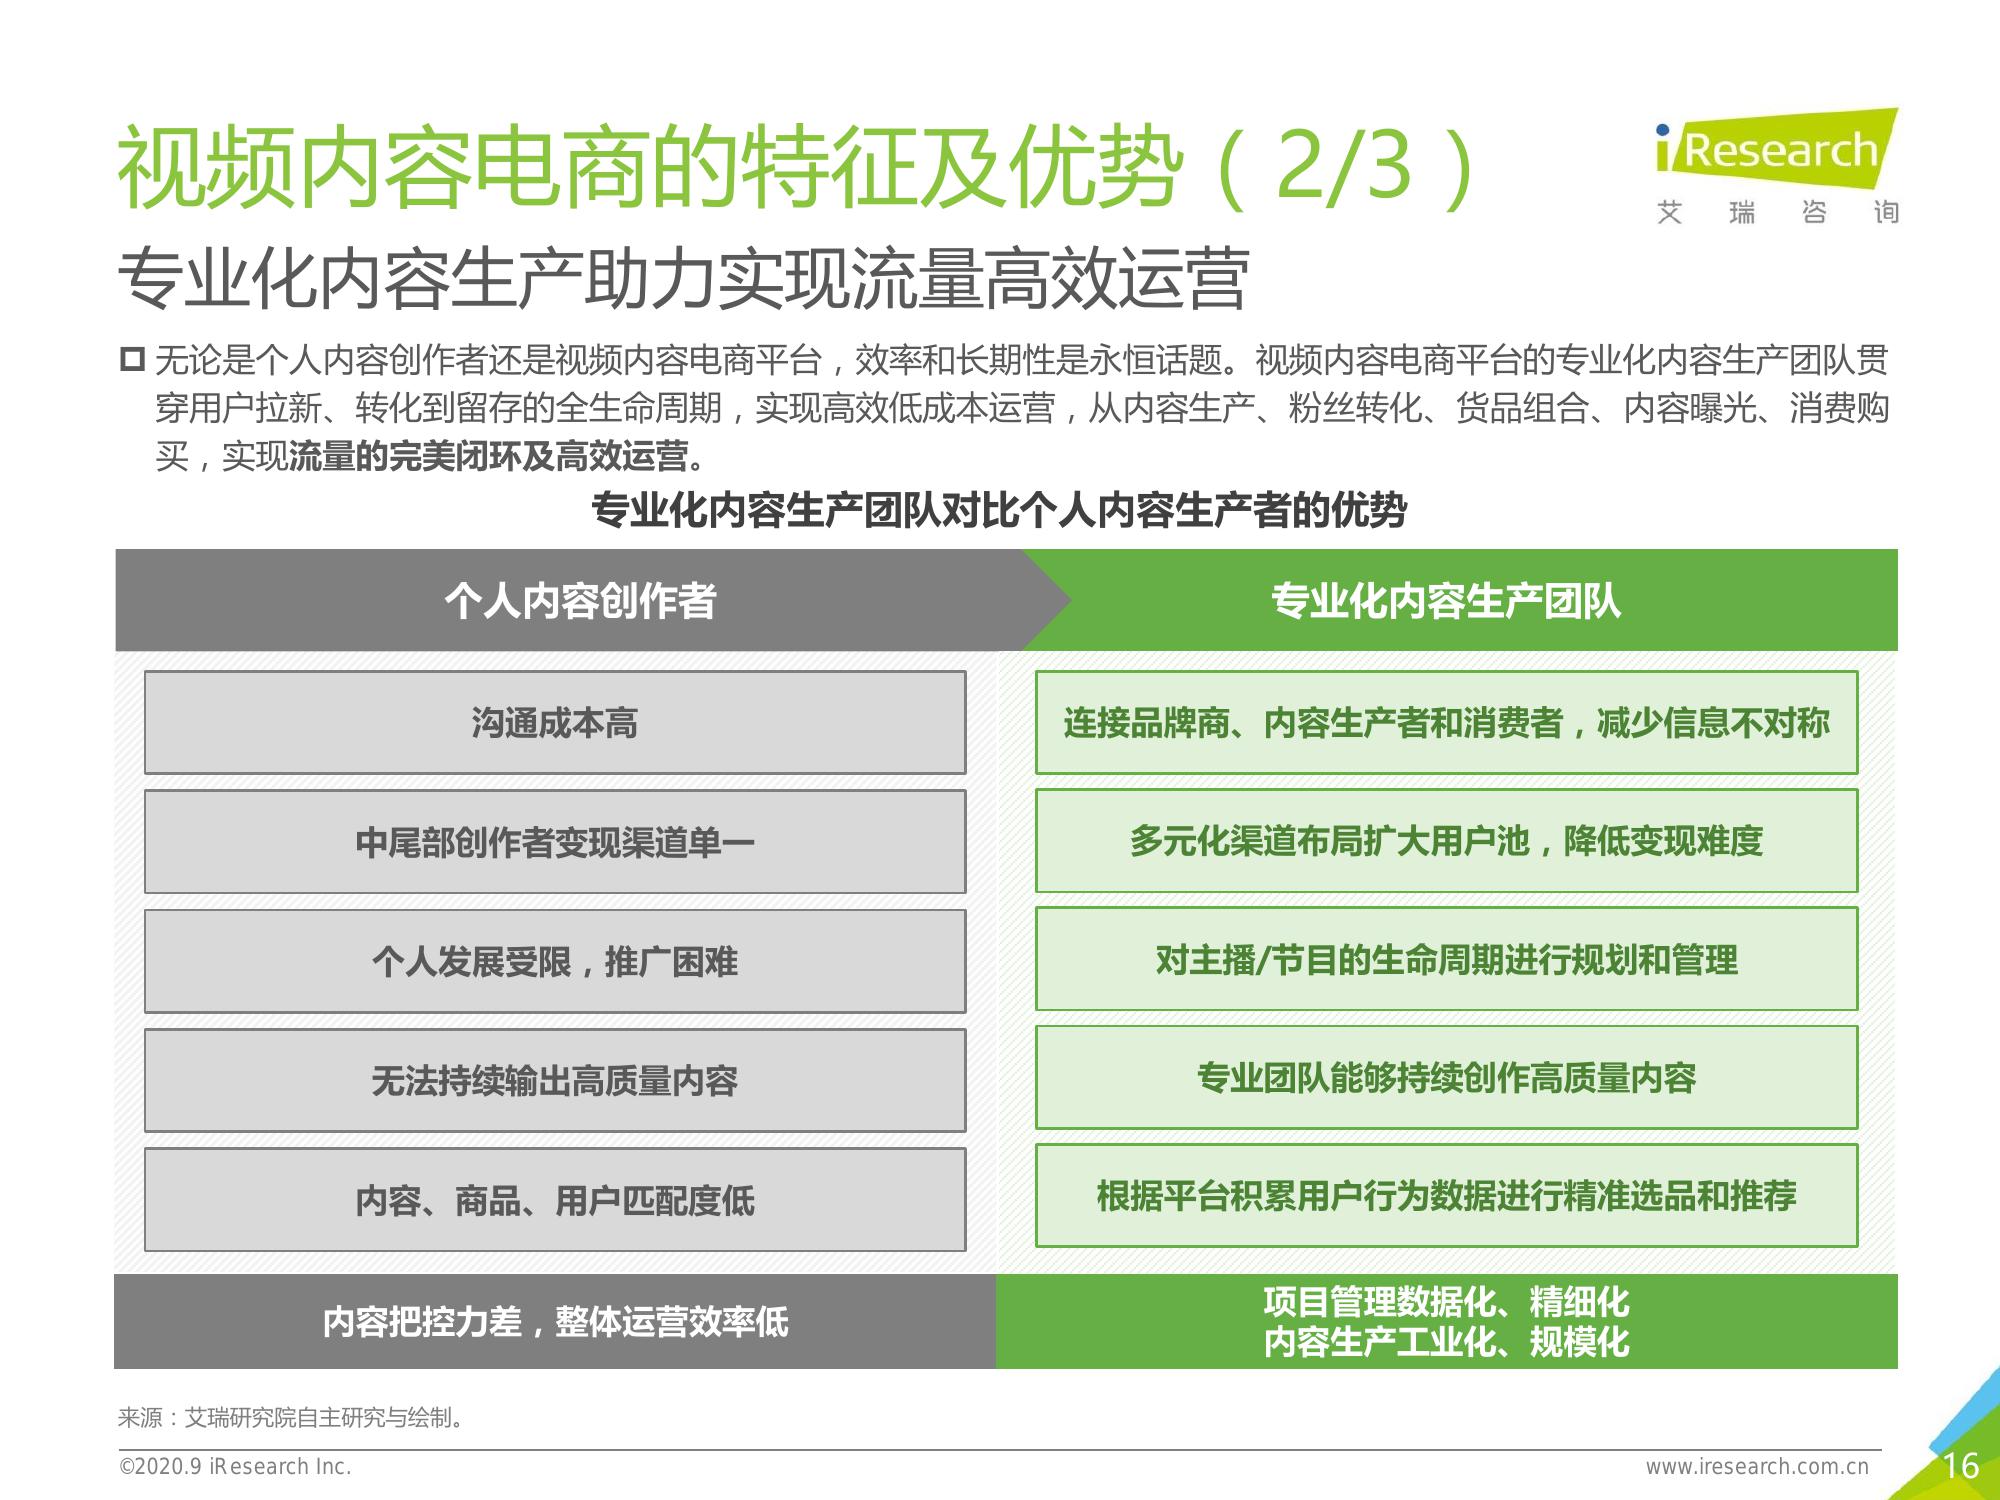 视频内容电商的特征及优势（2/3）
iResearch
艾瑞咨询
专业化内容生产助力实现流量高效运营
无论是个人内容创作者还是视频内容电商平台，效率和长期性是永恒话题。视频内容电商平台的专业化内容生产团队贯
穿用户拉新、转化到留存的全生命周期，实现高效低成本运营，从内容生产、粉丝转化、货品组合、内容曝光、消费购
买，实现流量的完美闭环及高效运营。
专业化内容生产团队对比个人内容生产者的优势
个人内容创作者
专业化内容生产团队
沟通成本高
连接品牌商、内容生产者和消费者，减少信息不对称
中尾部创作者变现渠道单一
多元化渠道布局扩大用户池，降低变现难度
个人发展受限，推广困难
对主播/节目的生命周期进行规划和管理
无法持续输出高质量内容
专业团队能够持续创作高质量内容
内容、商品、用户匹配度低
根据平台积累用户行为数据进行精准选品和推荐
内容把控力差，整体运营效率低
项目管理数据化、精细化
内容生产工业化、规模化
来源：艾瑞研究院自主研究与绘制。
©2020.9 iResearch Inc.
www.iresearch.com.cn
16